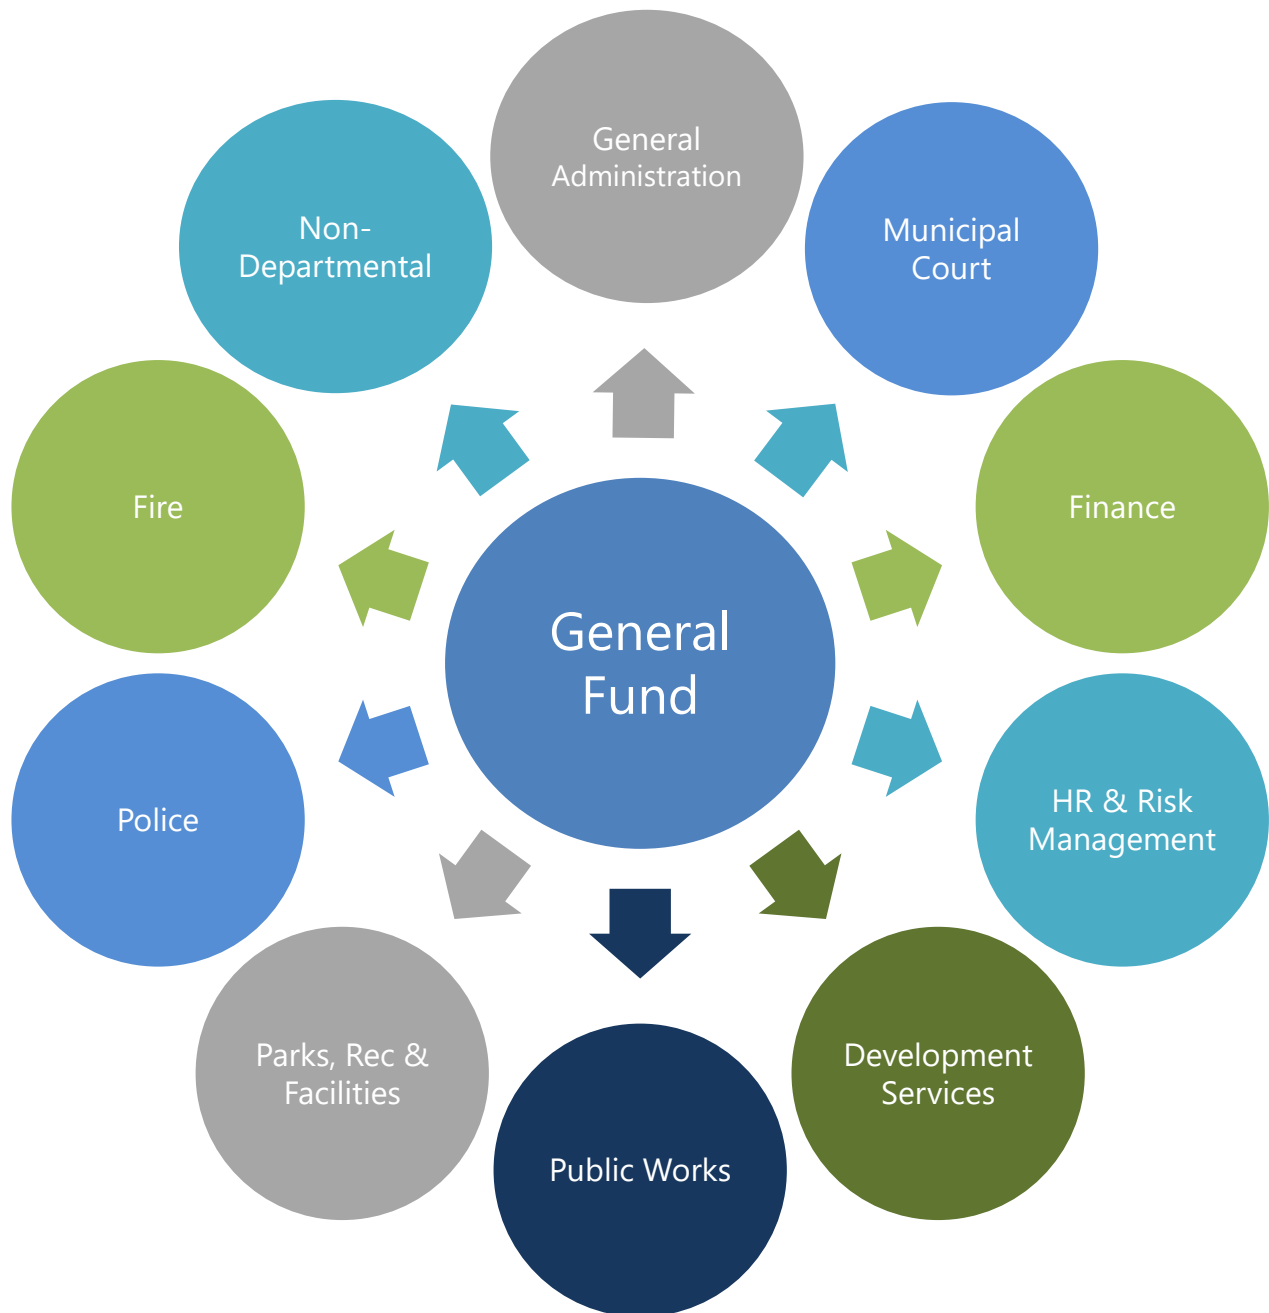 General
Administration
Municipal
Court
Finance
HR & Risk
Management
Development
Services
Public Works
Parks, Rec &
Facilities
Police
Fire
Non-
Departmental
General
Fund